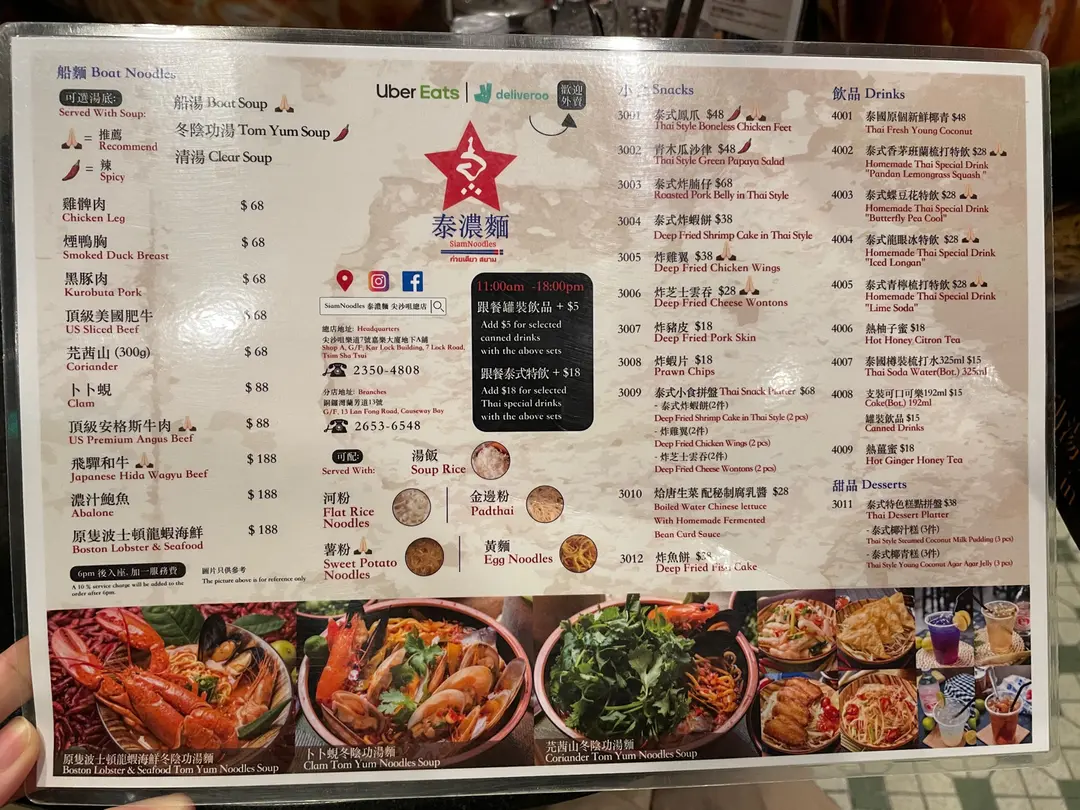 船麵 Boat Noodles
可選湯底:
Served With Soup:
= 推薦
Recommend
= 辣
Spicy
船湯 Boat Soup
冬陰功湯 Tom Yum Soup
清湯 Clear Soup
雞髀肉 $ 68
Chicken Leg
煙鴨胸 $ 68
Smoked Duck Breast
黑豚肉 $ 68
Kurobuta Pork
頂級美國肥牛 $ 68
US Sliced Beef
芫茜山 (300g) $ 68
Coriander
卜卜蜆 $ 88
Clam
頂級安格斯牛肉 $ 88
US Premium Angus Beef
飛驒和牛 $ 188
Japanese Hida Wagyu Beef
濃汁鮑魚 $ 188
Abalone
原隻波士頓龍蝦海鮮 $ 188
Boston Lobster & Seafood
6pm 後入座, 加一服務費
A 10 % service charge will be added to the
order after 6pm.
圖片只供參考
The picture above is for reference only
Uber Eats
deliveroo
歡迎
外賣
泰濃麵
SiamNoodles
ก๋วยเตี๋ยว สยาม
SiamNoodles 泰濃麵 尖沙咀總店
總店地址: Headquarters
尖沙咀樂道7號嘉樂大廈地下A鋪
Shop A, G/F, Kar Lock Building, 7 Lock Road,
Tsim Sha Tsui
2350-4808
分店地址: Branches
銅鑼灣蘭芳道13號
G/F, 13 Lan Fong Road, Causeway Bay
2653-6548
11:00am -18:00pm
跟餐罐裝飲品 + $5
Add $5 for selected
canned drinks
with the above sets
跟餐泰式特飲 + $18
Add $18 for selected
Thai special drinks
with the above sets
可配:
Served With:
湯飯
Soup Rice
河粉
Flat Rice
Noodles
金邊粉
Padthai
薯粉
Sweet Potato
Noodles
黃麵
Egg Noodles
小 Snacks
3001 泰式鳳爪 $48
Thai Style Boneless Chicken Feet
3002 青木瓜沙律 $48
Thai Style Green Papaya Salad
3003 泰式炸腩仔 $68
Roasted Pork Belly in Thai Style
3004 泰式炸蝦餅 $38
Deep Fried Shrimp Cake in Thai Style
3005 炸雞翼 $38
Deep Fried Chicken Wings
3006 炸芝士雲吞 $28
Deep Fried Cheese Wontons
3007 炸豬皮 $18
Deep Fried Pork Skin
3008 炸蝦片 $18
Prawn Chips
3009 泰式小食拼盤 Thai Snack Platter $68
- 泰式炸蝦餅(2件)
Deep Fried Shrimp Cake in Thai Style (2 pcs)
- 炸雞翼(2件)
Deep Fried Chicken Wings (2 pcs)
- 炸芝士雲吞(2件)
Deep Fried Cheese Wontons (2 pcs)
3010 烚唐生菜 配秘制腐乳醬 $28
Boiled Water Chinese lettuce
With Homemade Fermented
Bean Curd Sauce
3012 炸魚餅 $38
Deep Fried Fish Cake
飲品 Drinks
4001 泰國原個新鮮椰青 $48
Thai Fresh Young Coconut
4002 泰式香茅班蘭梳打特飲 $28
Homemade Thai Special Drink
"Pandan Lemongrass Squash "
4003 泰式蝶豆花特飲 $28
Homemade Thai Special Drink
"Butterfly Pea Cool"
4004 泰式龍眼冰特飲 $28
Homemade Thai Special Drink
"Iced Longan"
4005 泰式青檸梳打特飲 $28
Homemade Thai Special Drink
"Lime Soda"
4006 熱柚子蜜 $18
Hot Honey Citron Tea
4007 泰國樽裝梳打水325ml $15
Thai Soda Water(Bot.) 325ml
4008 支裝可口可樂192ml $15
Coke(Bot.) 192ml
罐裝飲品 $15
Canned Drinks
4009 熱薑蜜 $18
Hot Ginger Honey Tea
甜品 Desserts
3011 泰式特色糕點拼盤 $38
Thai Dessert Platter
- 泰式椰汁糕 (3件)
Thai Style Steamed Coconut Milk Pudding (3 pcs)
- 泰式椰青糕 (3件)
Thai Style Young Coconut Agar Agar Jelly (3 pcs)
原隻波士頓龍蝦海鮮冬陰功湯麵
Boston Lobster & Seafood Tom Yum Noodles Soup
卜卜蜆冬陰功湯麵
Clam Tom Yum Noodles Soup
芫茜山冬陰功湯麵
Coriander Tom Yum Noodles Soup